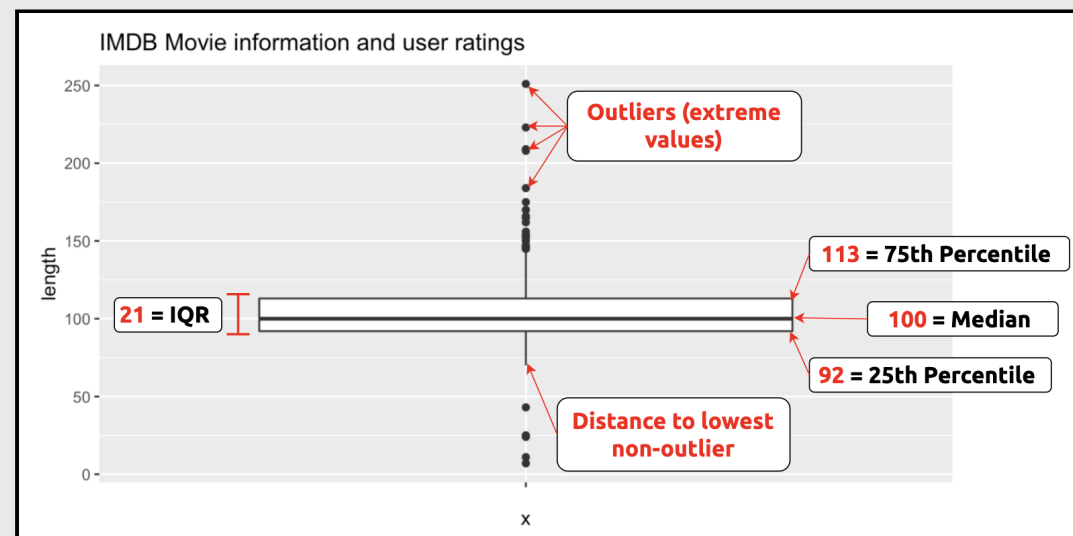 IMDB Movie information and user ratings
250
200
150
100
50
0
length
x
Outliers (extreme
values)
113 = 75th Percentile
21 = IQR
100 = Median
92 = 25th Percentile
Distance to lowest
non-outlier